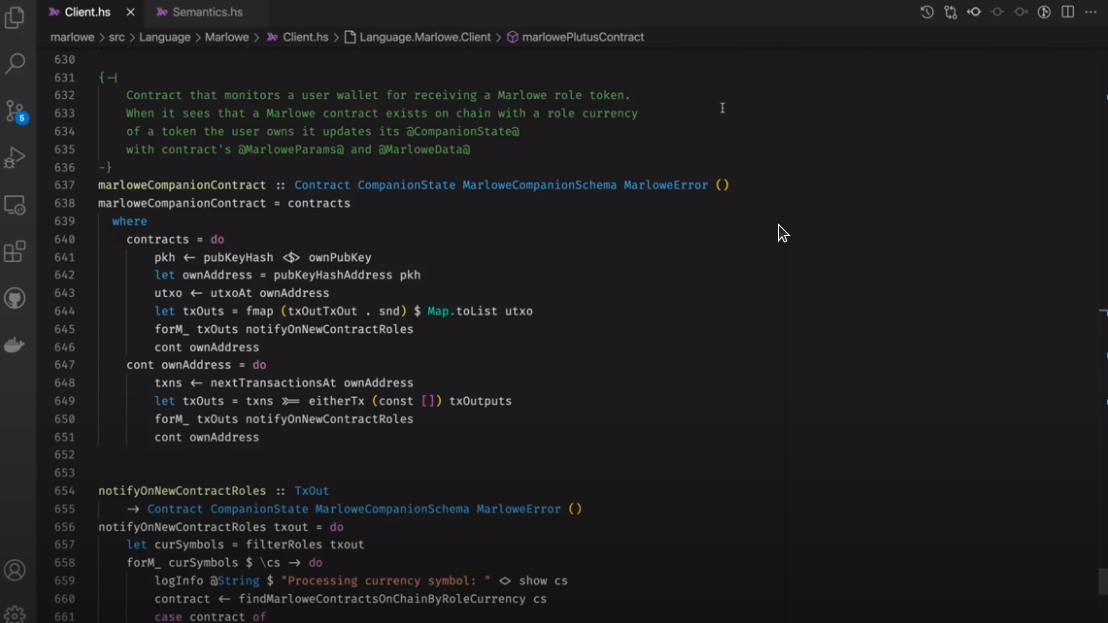 Client.hs
Semantics.hs
marlowe > src > Language > Marlowe > Client.hs > Language.Marlowe.Client > marlowePlutusContract
630
631 {-|
632 Contract that monitors a user wallet for receiving a Marlowe role token.
633 When it sees that a Marlowe contract exists on chain with a role currency
634 of a token the user owns it updates its @CompanionState@
635 with contract's @MarloweParams@ and @MarloweData@
636 -}
637 marloweCompanionContract :: Contract CompanionState MarloweCompanionSchema MarloweError ()
638 marloweCompanionContract = contracts
639 where
640 contracts = do
641 pkh <- pubKeyHash <$> ownPubKey
642 let ownAddress = pubKeyHashAddress pkh
643 utxo <- utxoAt ownAddress
644 let txOuts = fmap (txOutTxOut . snd) $ Map.toList utxo
645 forM_ txOuts notifyOnNewContractRoles
646 cont ownAddress
647 cont ownAddress = do
648 txns <- nextTransactionsAt ownAddress
649 let txOuts = txns >>= eitherTx (const []) txOutputs
650 forM_ txOuts notifyOnNewContractRoles
651 cont ownAddress
652
653
654 notifyOnNewContractRoles :: TxOut
655 -> Contract CompanionState MarloweCompanionSchema MarloweError ()
656 notifyOnNewContractRoles txout = do
657 let curSymbols = filterRoles txout
658 forM_ curSymbols $ \cs -> do
659 logInfo @String $ "Processing currency symbol: " <> show cs
660 contract <- findMarloweContractsOnChainByRoleCurrency cs
661 case contract of
5